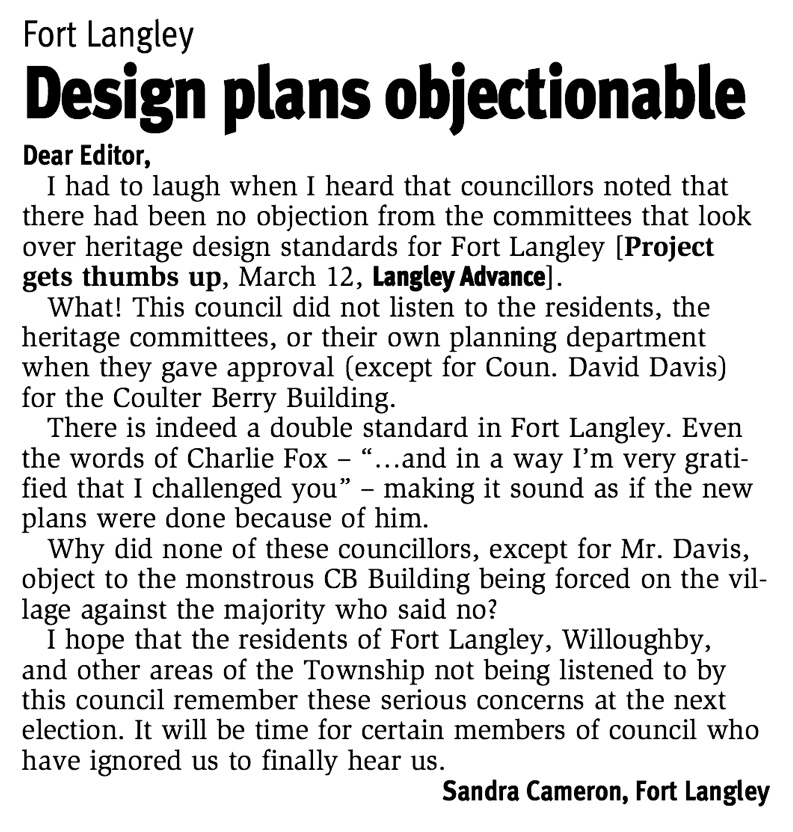 Fort Langley
Design plans objectionable
Dear Editor,
I had to laugh when I heard that councillors noted that
there had been no objection from the committees that look
over heritage design standards for Fort Langley [Project
gets thumbs up, March 12, Langley Advance].
What! This council did not listen to the residents, the
heritage committees, or their own planning department
when they gave approval (except for Coun. David Davis)
for the Coulter Berry Building.
There is indeed a double standard in Fort Langley. Even
the words of Charlie Fox – “…and in a way I’m very grati-
fied that I challenged you” – making it sound as if the new
plans were done because of him.
Why did none of these councillors, except for Mr. Davis,
object to the monstrous CB Building being forced on the vil-
lage against the majority who said no?
I hope that the residents of Fort Langley, Willoughby,
and other areas of the Township not being listened to by
this council remember these serious concerns at the next
election. It will be time for certain members of council who
have ignored us to finally hear us.
Sandra Cameron, Fort Langley